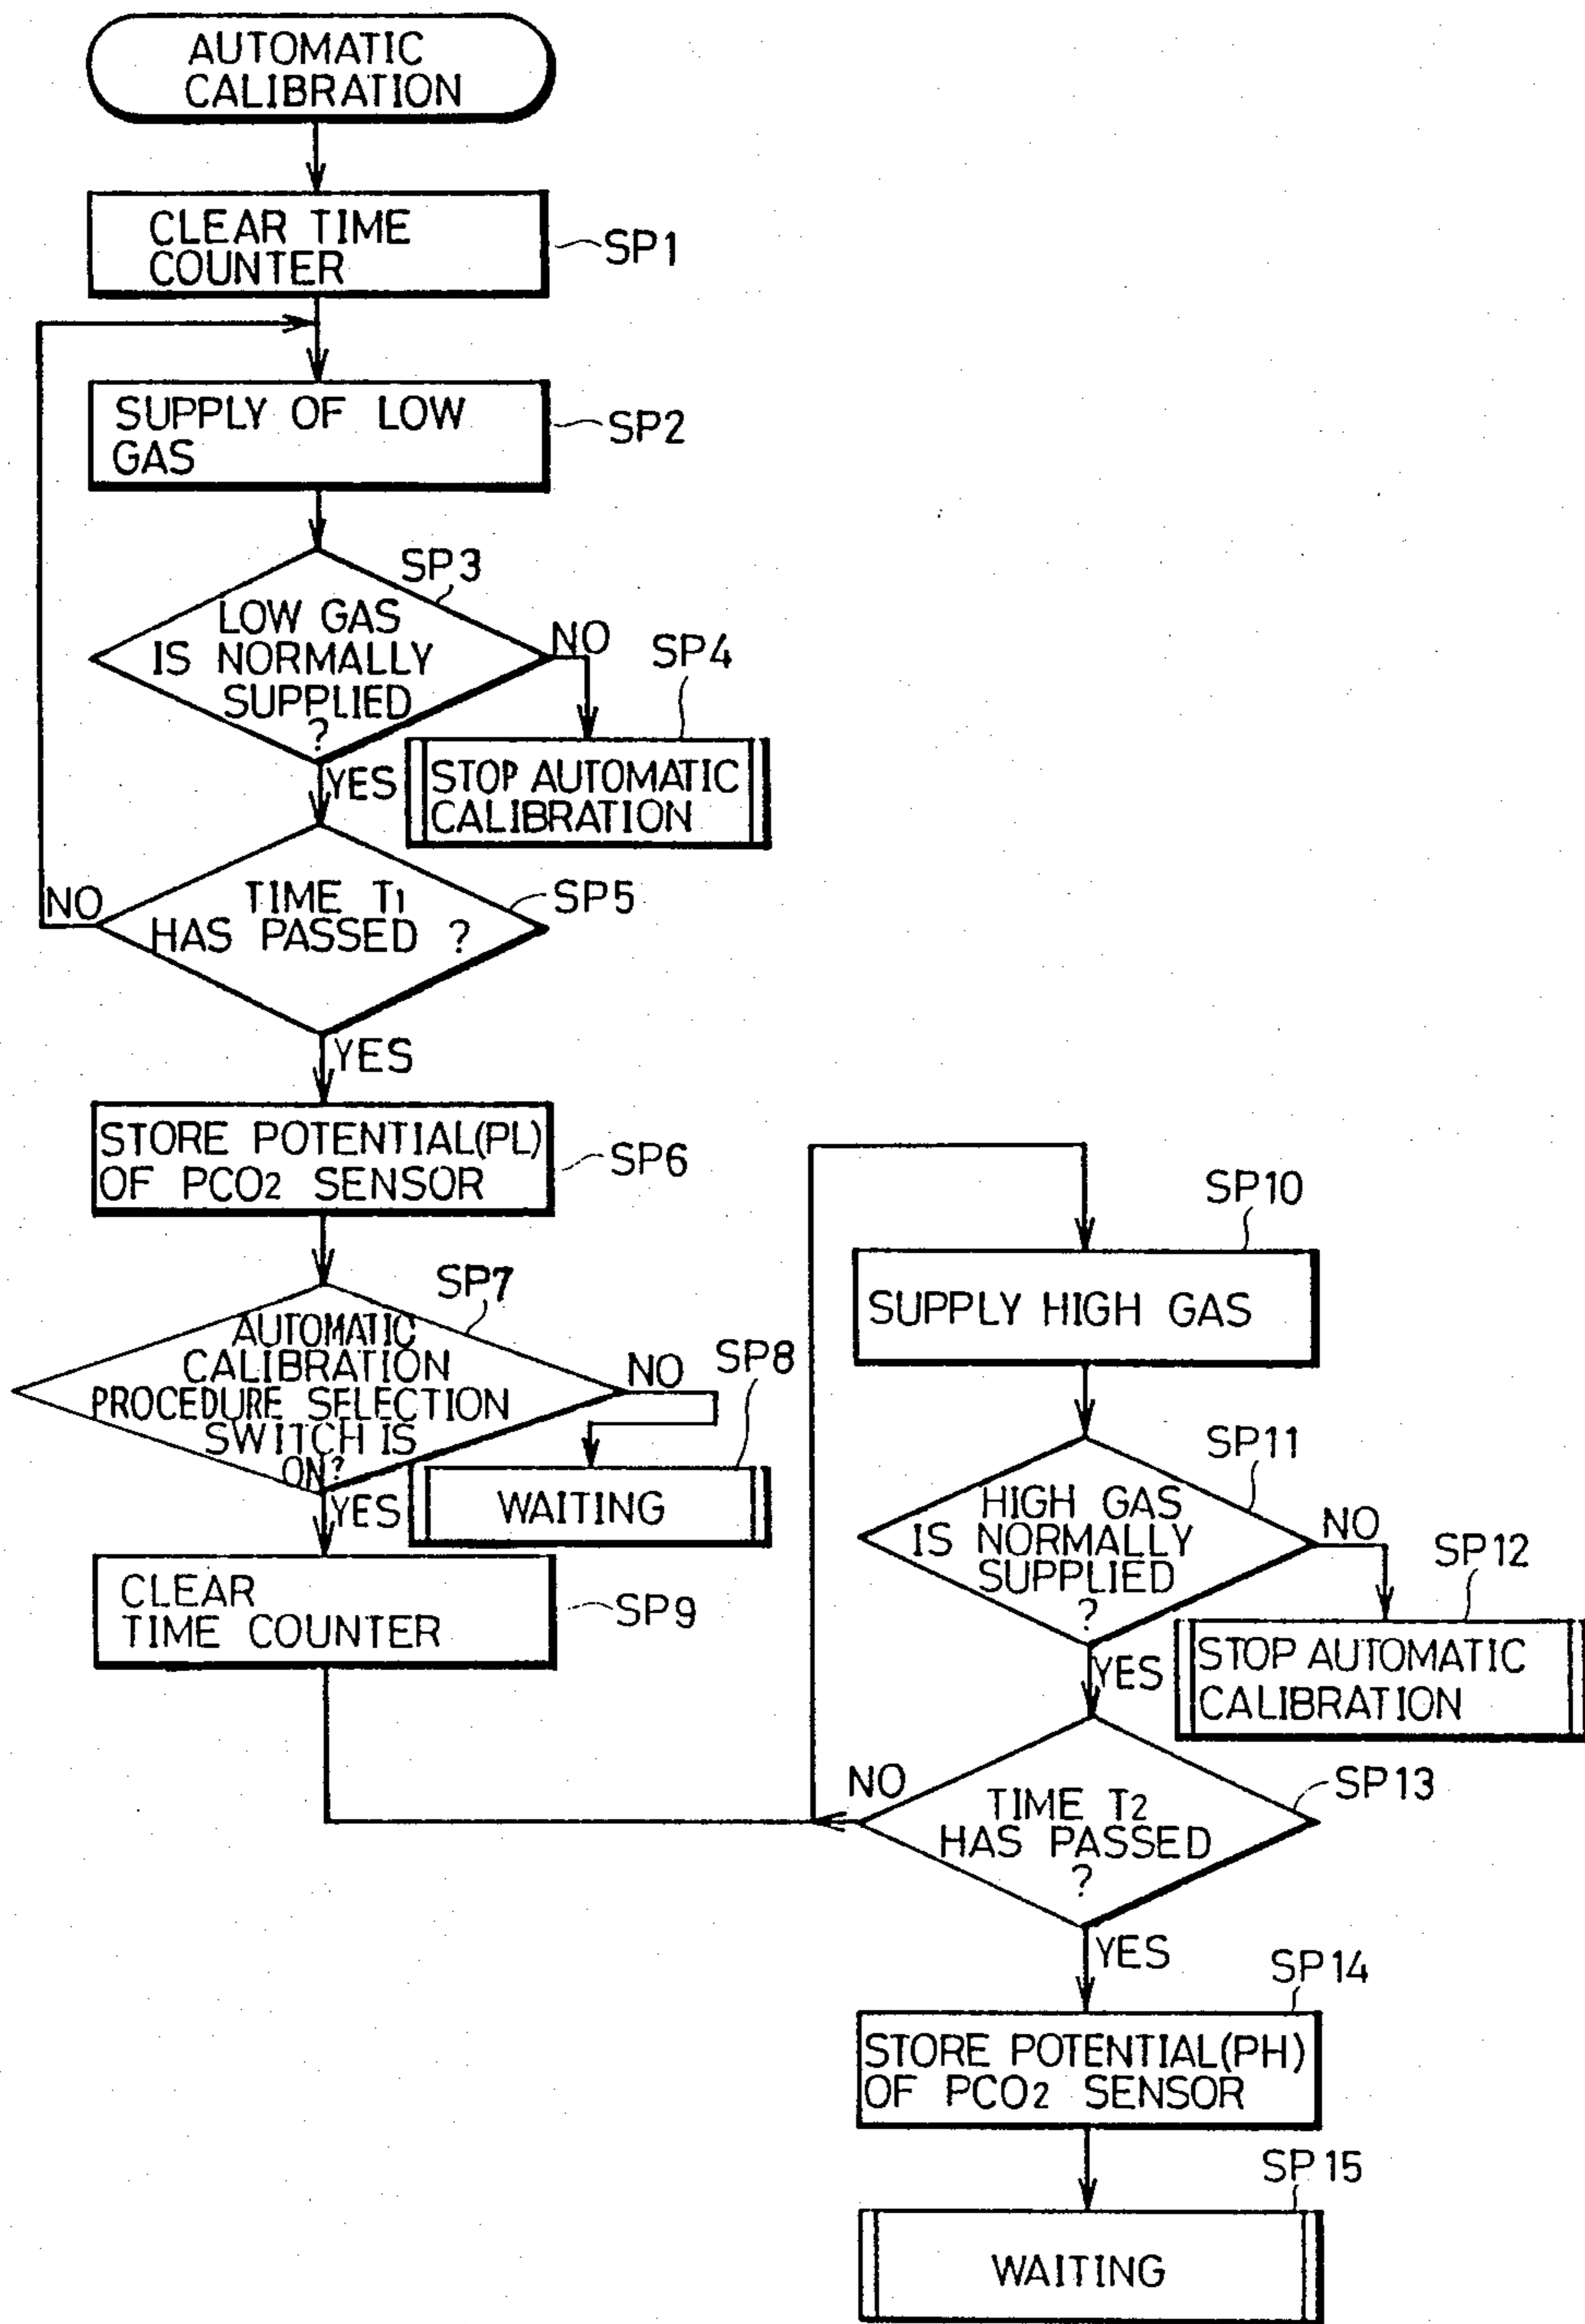 AUTOMATIC
CALIBRATION
CLEAR TIME
COUNTER
SP1
SUPPLY OF LOW
GAS
SP2
SP3
LOW GAS
IS NORMALLY
SUPPLIED
?
NO
YES
SP4
STOP AUTOMATIC
CALIBRATION
SP5
TIME T1
HAS PASSED ?
NO
YES
STORE POTENTIAL(PL)
OF PCO2 SENSOR
SP6
SP7
AUTOMATIC
CALIBRATION
PROCEDURE SELECTION
SWITCH IS
ON?
NO
YES
SP8
WAITING
CLEAR
TIME COUNTER
SP9
SP10
SUPPLY HIGH GAS
SP11
HIGH GAS
IS NORMALLY
SUPPLIED
?
NO
YES
SP12
STOP AUTOMATIC
CALIBRATION
SP13
TIME T2
HAS PASSED
?
NO
YES
SP14
STORE POTENTIAL(PH)
OF PCO2 SENSOR
SP15
WAITING